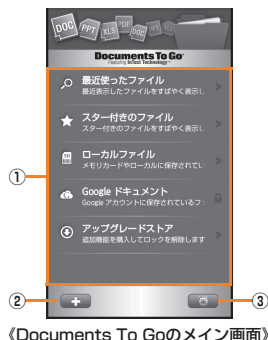 DOC PPT XLS PDF DOC
Documents To Go
Featuring InTact Technology™
最近使ったファイル
最近表示したファイルをすばやく表示し
スター付きのファイル
スター付きのファイルをすばやく表示し
ローカルファイル
メモリカードやローカルに保存されてい
Google ドキュメント
Google アカウントに保存されているフ
アップグレードストア
追加機能を購入してロックを解除します
①
②
③
《Documents To Goのメイン画面》